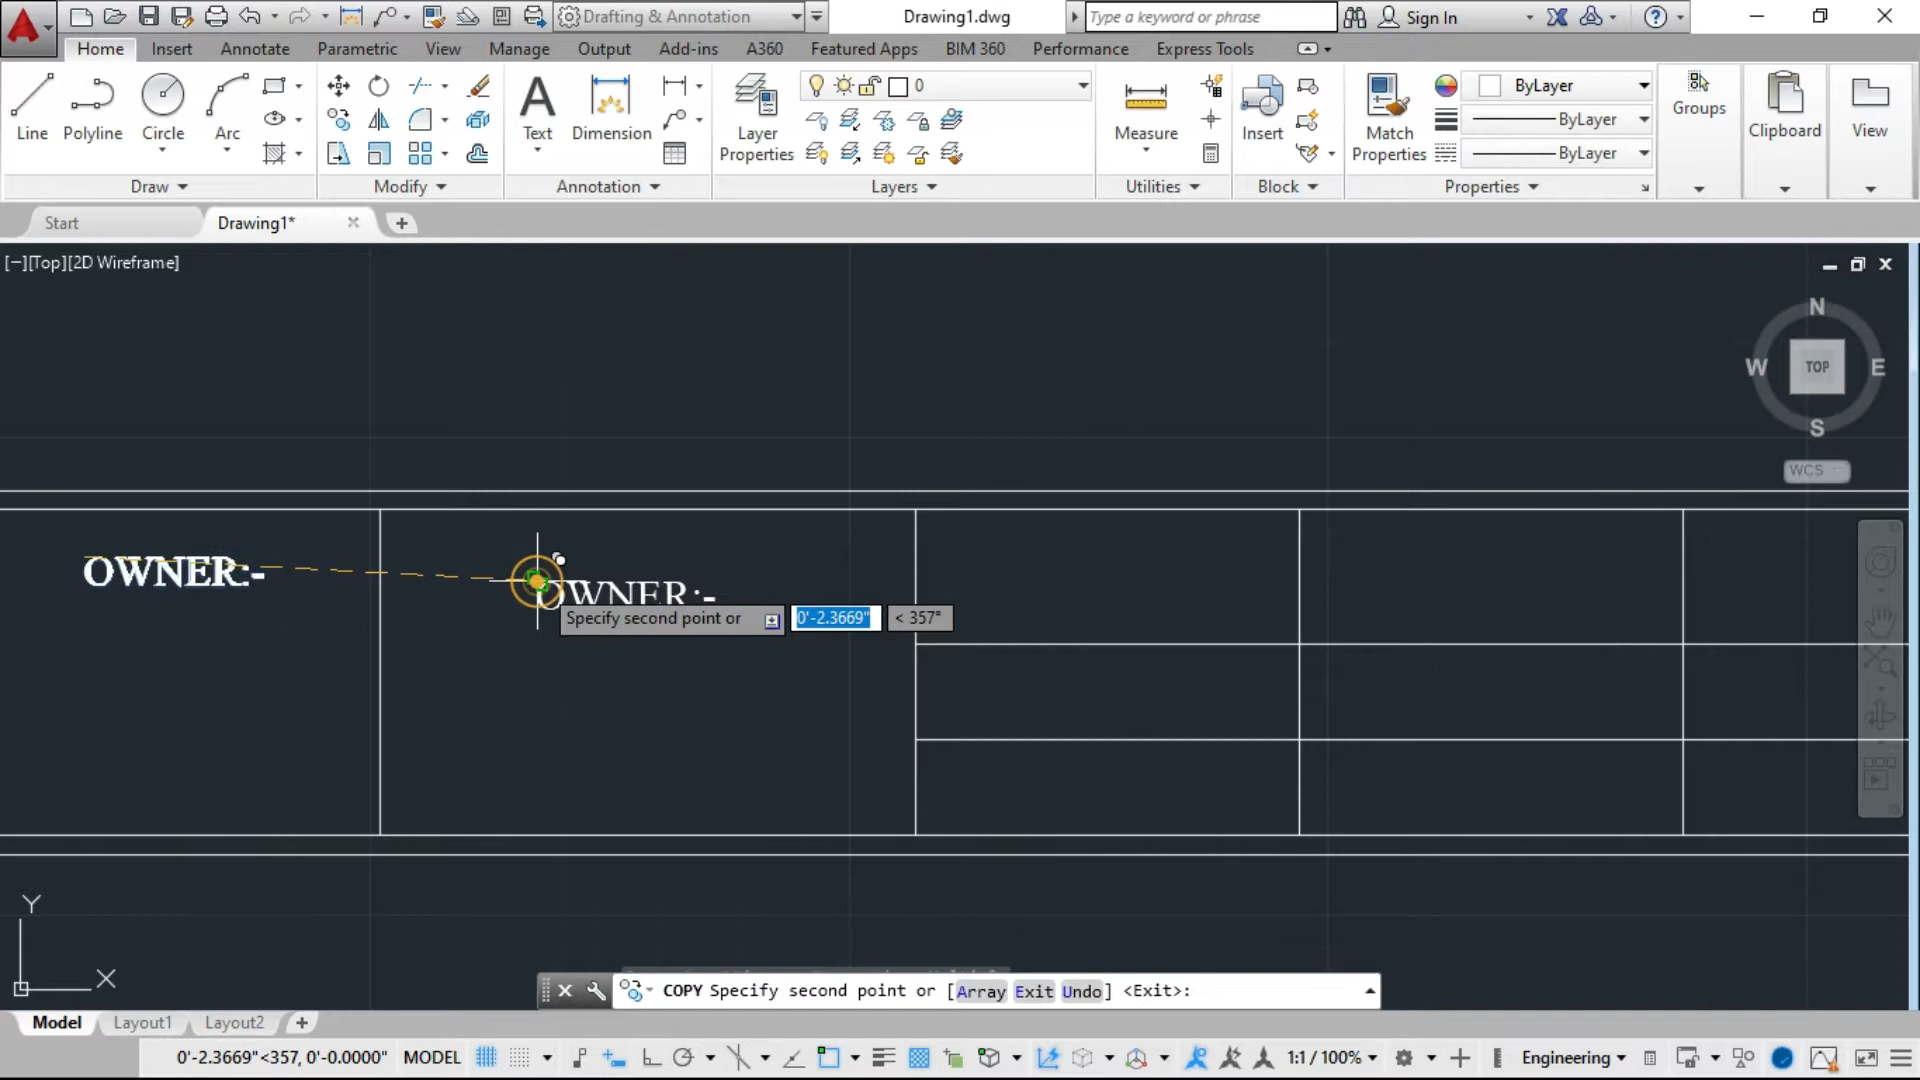 Drafting & Annotation
Drawing1.dwg
Type a keyword or phrase
Sign In
Home Insert Annotate Parametric View Manage Output Add-ins A360 Featured Apps BIM 360 Performance Express Tools
Line Polyline Circle Arc
Text Dimension
Layer Properties
0
Measure
Insert
Match Properties
ByLayer
ByLayer
ByLayer
Groups
Clipboard
View
Draw Modify Annotation Layers Utilities Block Properties
Start Drawing1*
[−][Top][2D Wireframe]
N
W TOP E
S
WCS
OWNER:-
OWNER:-
Specify second point or 0'-2.3669" < 357°
Y
X
COPY Specify second point or [Array Exit Undo] <Exit>:
Model Layout1 Layout2
0'-2.3669"<357, 0'-0.0000" MODEL 1:1 / 100% Engineering